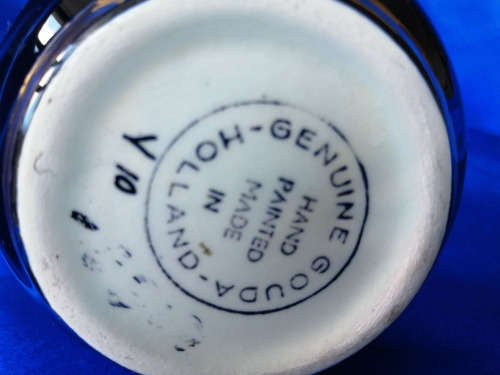 GENUINE GOUDA-HOLLAND-
HAND
PAINTED
MADE
IN
Y 10